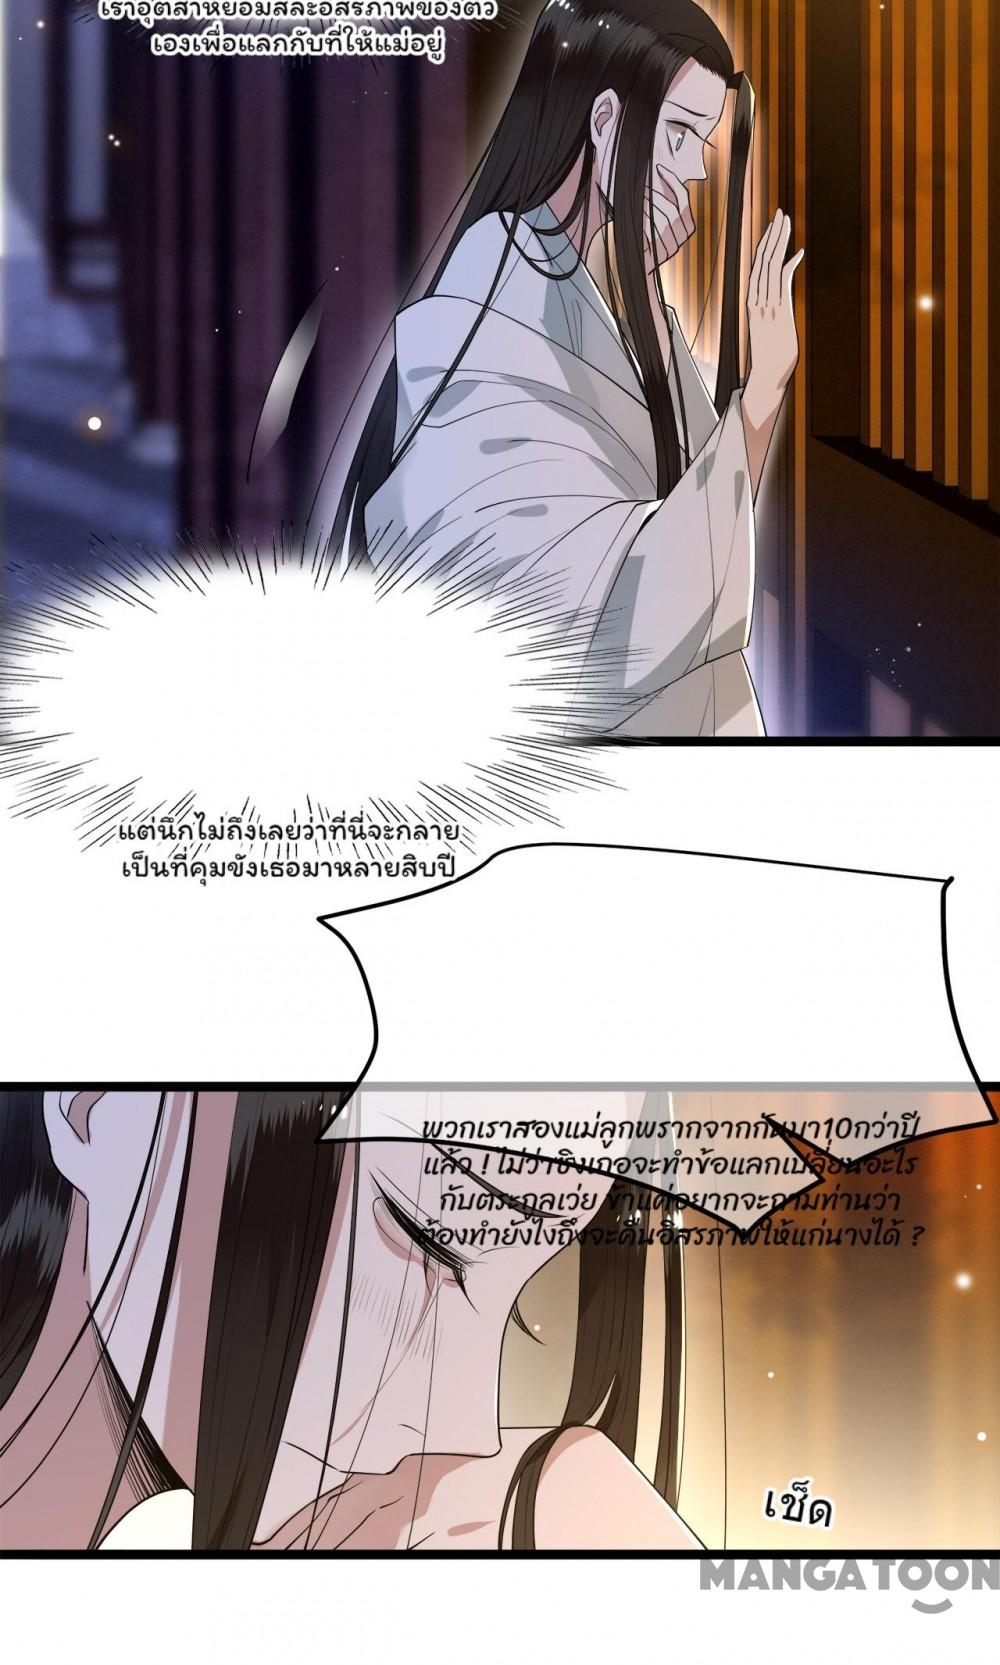 เราอุตส่าห์ยอมสละอิสรภาพของตัว
เองเพื่อแลกกับที่ให้แม่อยู่
แต่นึกไม่ถึงเลยว่าที่นี่จะกลาย
เป็นที่คุมขังเธอมาหลายสิบปี
พวกเราสองแม่ลูกพรากจากกันมา10กว่าปี
แล้ว ! ไม่ว่าซิงเกอจะทำข้อแลกเปลี่ยนอะไร
กับตระกูลเว่ย ข้าแค่อยากจะถามท่านว่า
ต้องทำยังไงถึงจะคืนอิสรภาพให้แก่นางได้ ?
เช็ด
MANGATOON